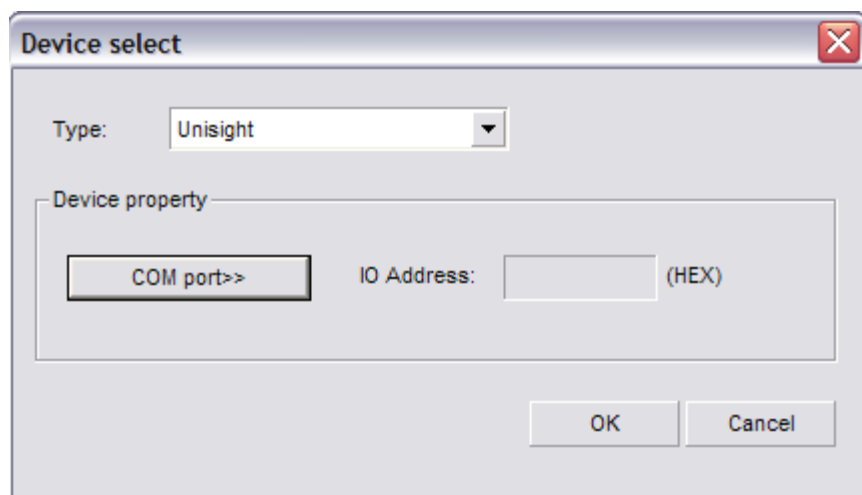 Device select
Type: Unisight
Device property
COM port>> IO Address: (HEX)
OK Cancel